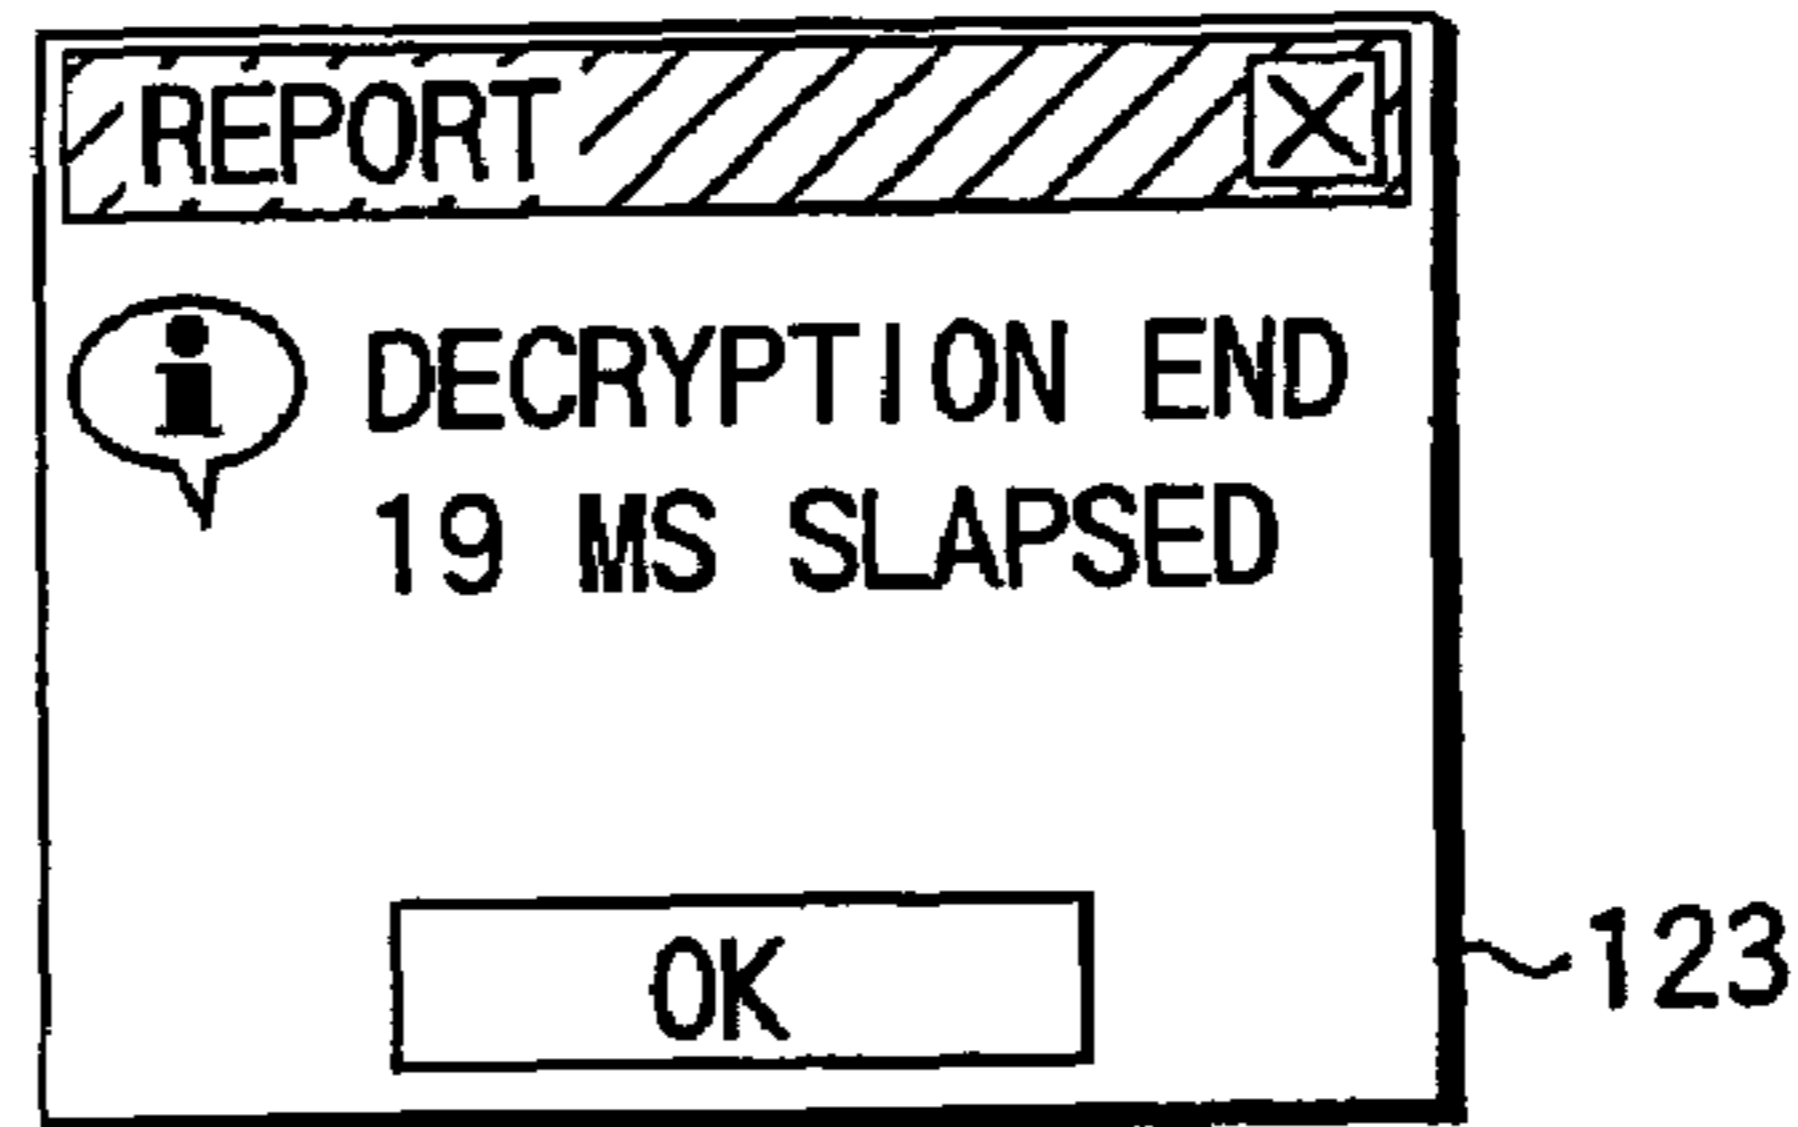 REPORT
i DECRYPTION END
19 MS SLAPSED
OK
123